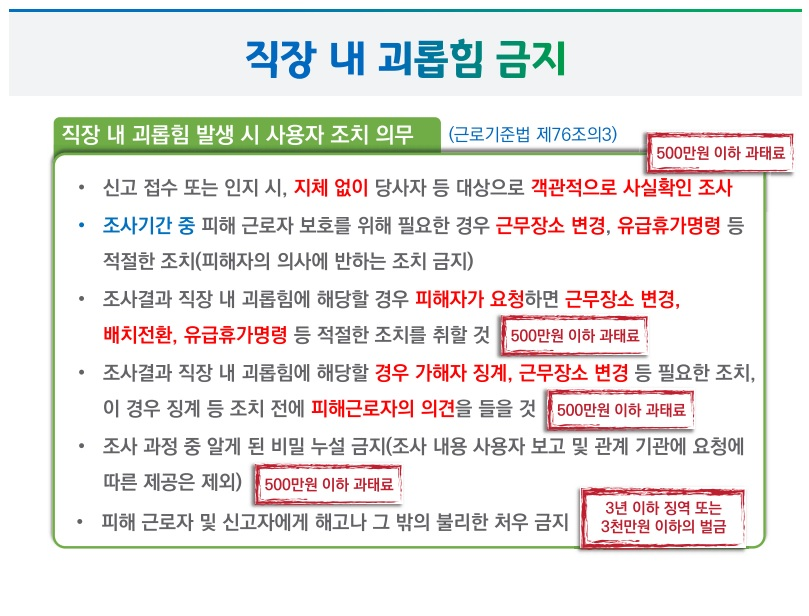 직장 내 괴롭힘 금지
직장 내 괴롭힘 발생 시 사용자 조치 의무 (근로기준법 제76조의3)
500만원 이하 과태료
• 신고 접수 또는 인지 시, 지체 없이 당사자 등 대상으로 객관적으로 사실확인 조사
• 조사기간 중 피해 근로자 보호를 위해 필요한 경우 근무장소 변경, 유급휴가명령 등
적절한 조치(피해자의 의사에 반하는 조치 금지)
• 조사결과 직장 내 괴롭힘에 해당할 경우 피해자가 요청하면 근무장소 변경,
배치전환, 유급휴가명령 등 적절한 조치를 취할 것 500만원 이하 과태료
• 조사결과 직장 내 괴롭힘에 해당할 경우 가해자 징계, 근무장소 변경 등 필요한 조치,
이 경우 징계 등 조치 전에 피해근로자의 의견을 들을 것 500만원 이하 과태료
• 조사 과정 중 알게 된 비밀 누설 금지(조사 내용 사용자 보고 및 관계 기관에 요청에
따른 제공은 제외) 500만원 이하 과태료
• 피해 근로자 및 신고자에게 해고나 그 밖의 불리한 처우 금지
3년 이하 징역 또는
3천만원 이하의 벌금